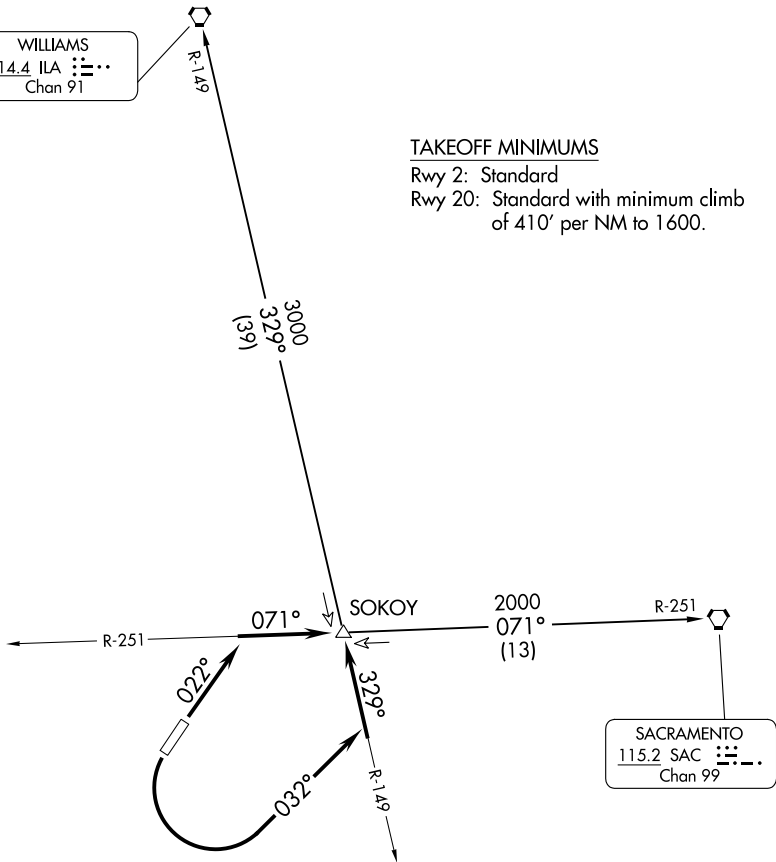 WILLIAMS
14.4 ILA
Chan 91
R-149
TAKEOFF MINIMUMS
Rwy 2: Standard
Rwy 20: Standard with minimum climb
of 410' per NM to 1600.
3000
329°
(39)
SOKOY
071°
R-251
2000
071°
(13)
R-251
022°
329°
032°
R-149
SACRAMENTO
115.2 SAC
Chan 99